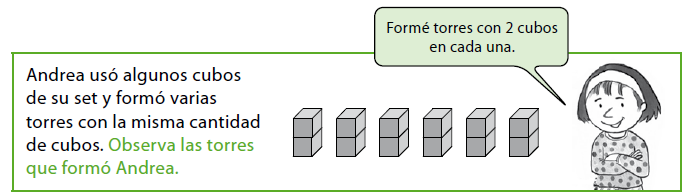 Formé torres con 2 cubos
en cada una.
Andrea usó algunos cubos
de su set y formó varias
torres con la misma cantidad
de cubos. Observa las torres
que formó Andrea.